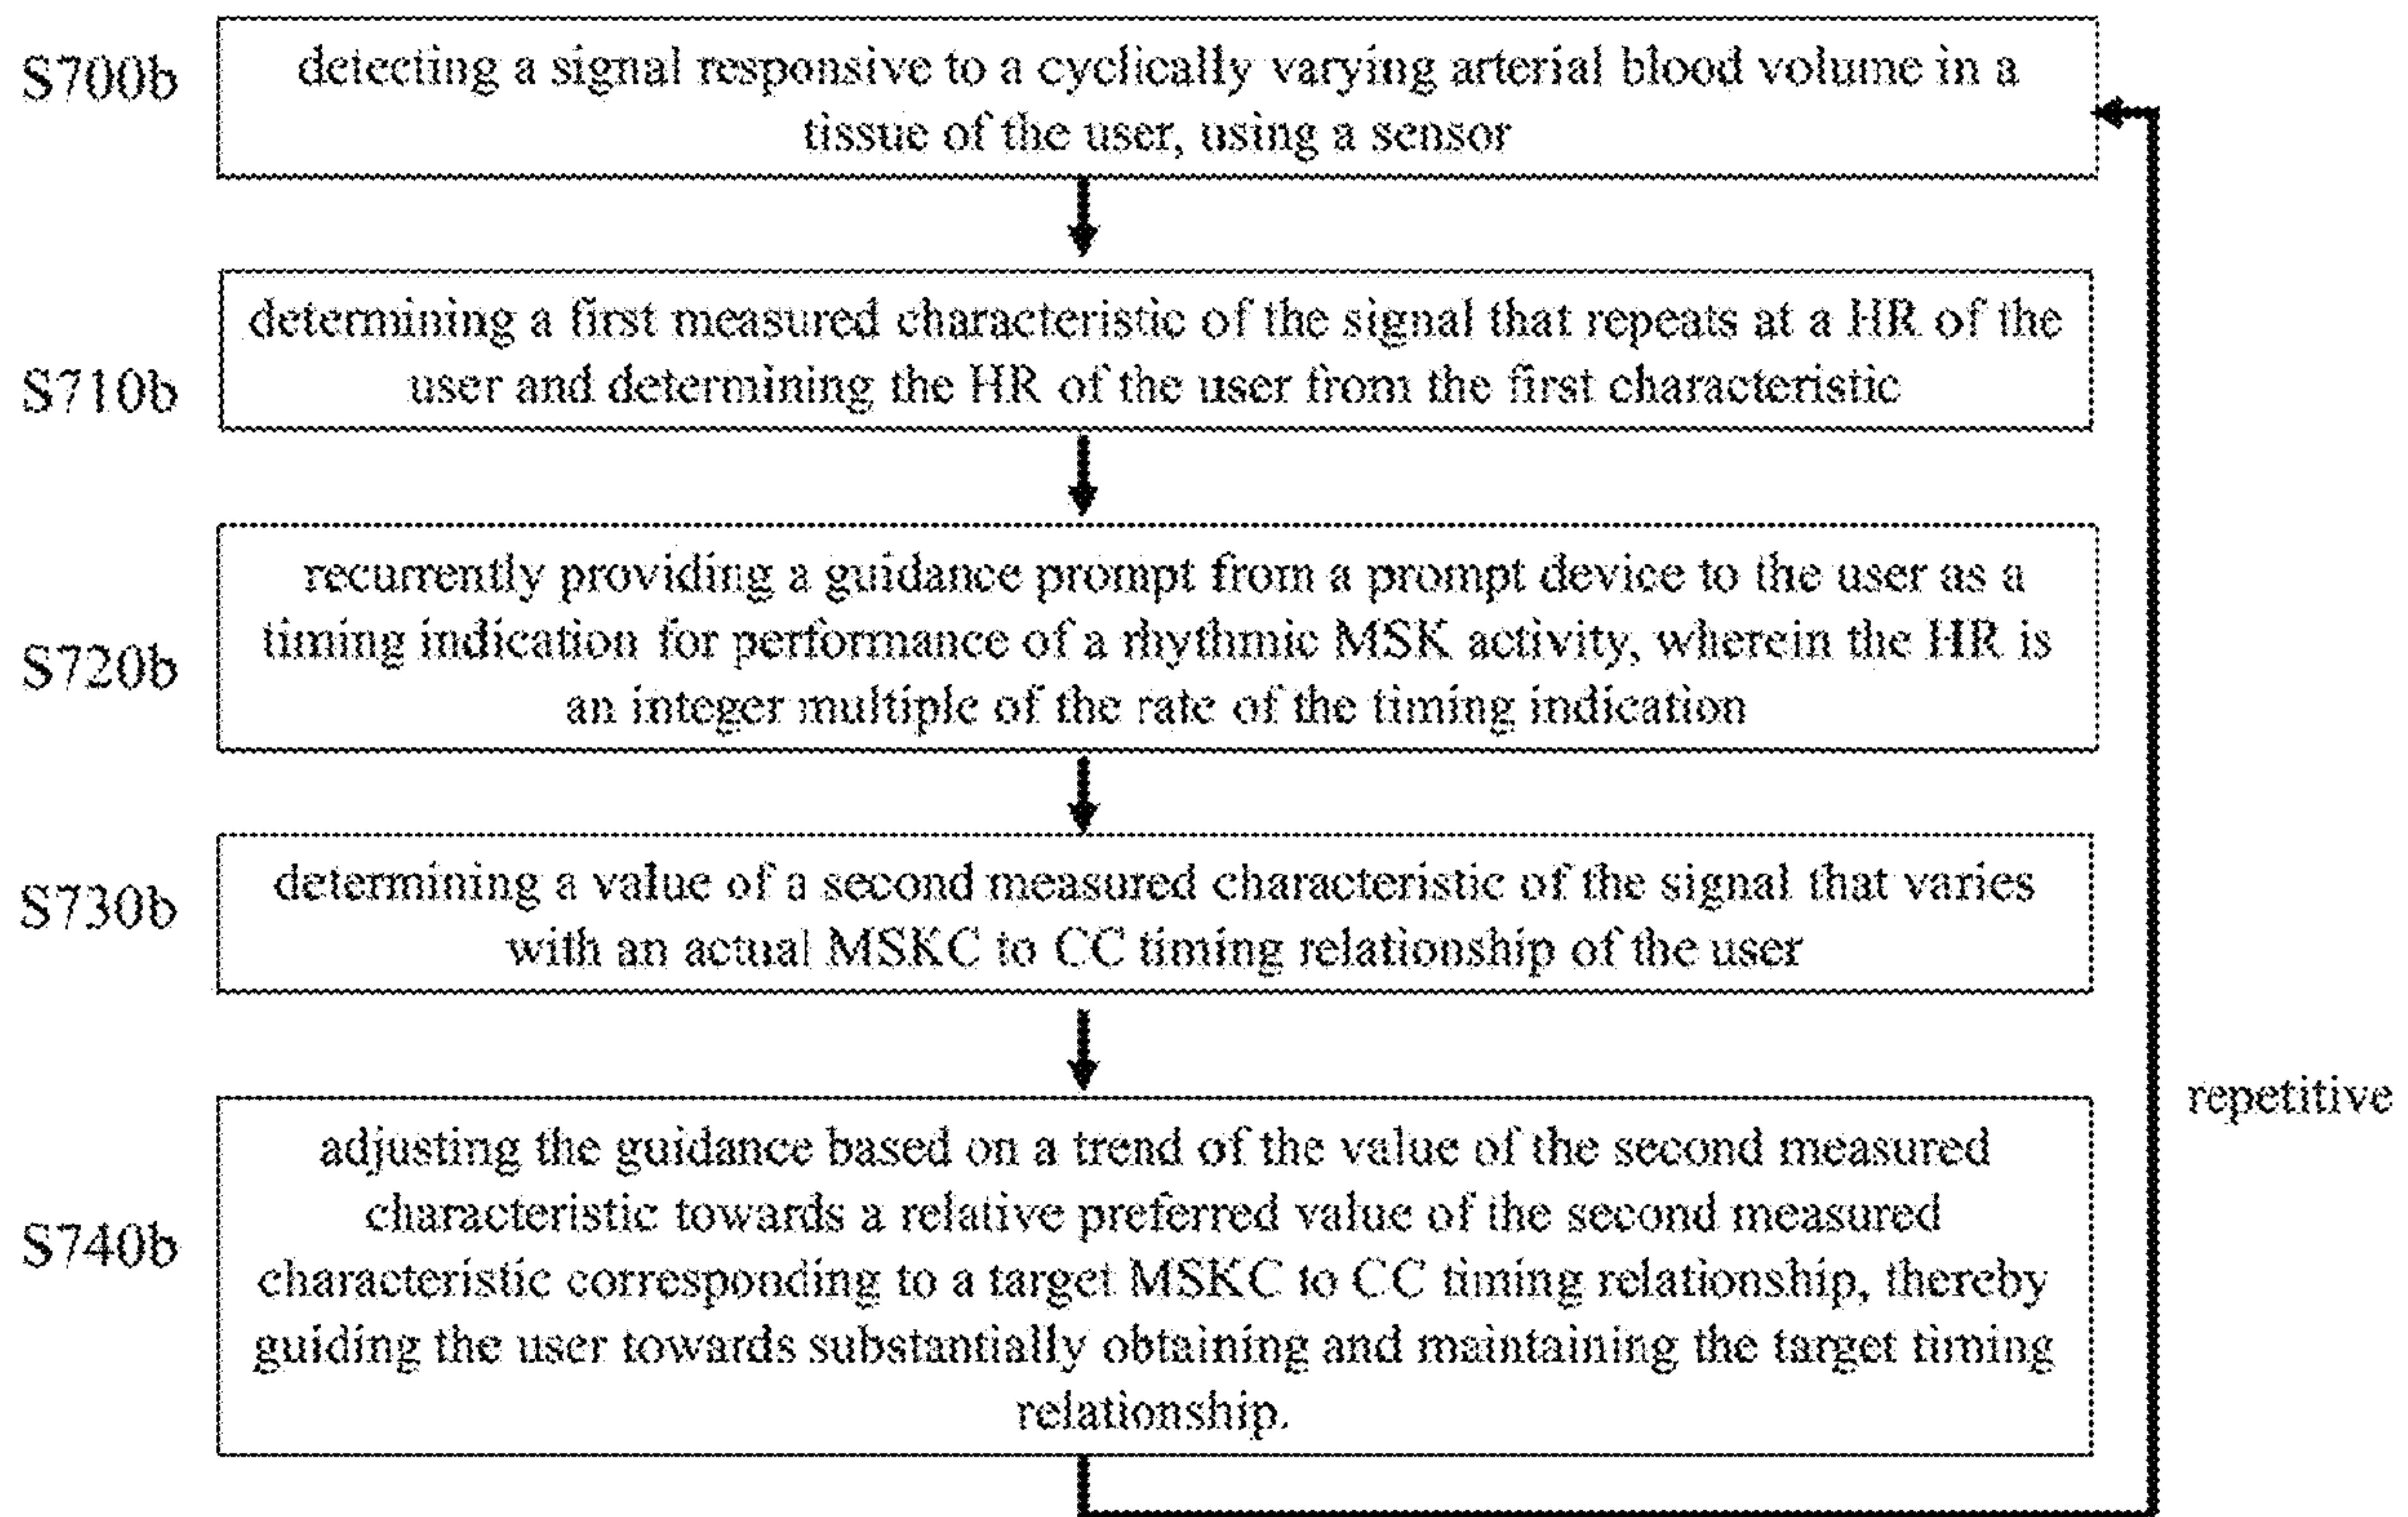 S700b
detecting a signal responsive to a cyclically varying arterial blood volume in a
tissue of the user, using a sensor
S710b
determining a first measured characteristic of the signal that repeats at a HR of the
user and determining the HR of the user from the first characteristic
S720b
recurrently providing a guidance prompt from a prompt device to the user as a
timing indication for performance of a rhythmic MSK activity, wherein the HR is
an integer multiple of the rate of the timing indication
S730b
determining a value of a second measured characteristic of the signal that varies
with an actual MSKC to CC timing relationship of the user
S740b
adjusting the guidance based on a trend of the value of the second measured
characteristic towards a relative preferred value of the second measured
characteristic corresponding to a target MSKC to CC timing relationship, thereby
guiding the user towards substantially obtaining and maintaining the target timing
relationship.
repetitive